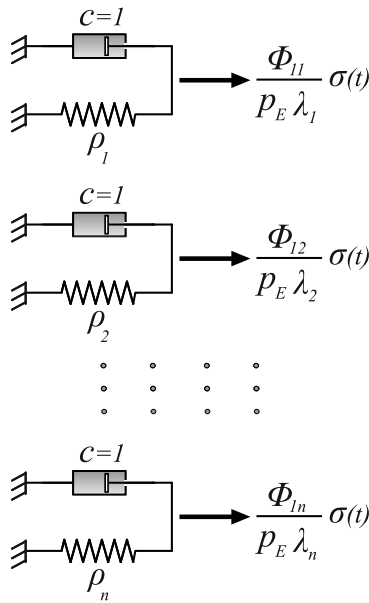 c=1
Φ11
pE λ1 σ(t)
ρ1
c=1
Φ12
pE λ2 σ(t)
ρ2
c=1
Φ1n
pE λn σ(t)
ρn